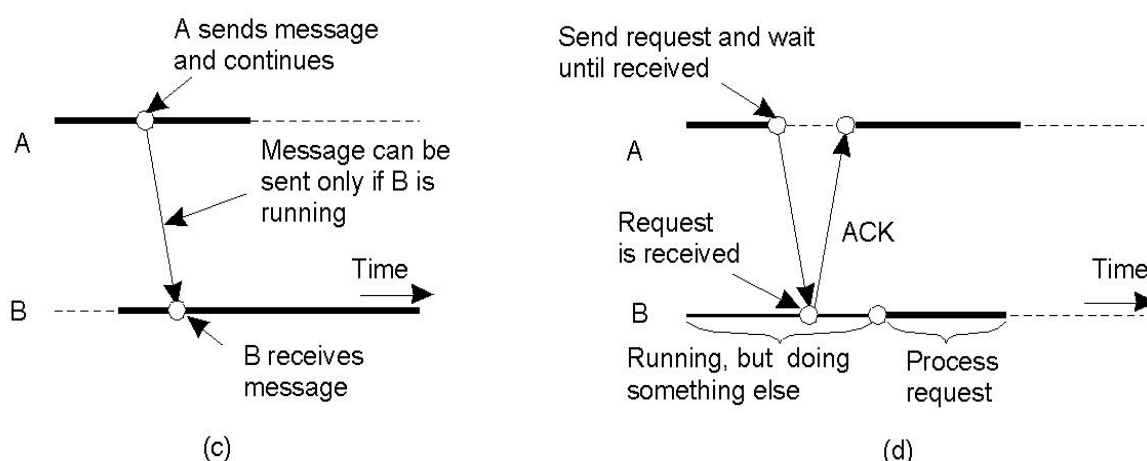 A sends message
and continues
A
Message can be
sent only if B is
running
Time
B
B receives
message
(c)
Send request and wait
until received
A
Request
is received
ACK
Time
B
Running, but doing
something else
Process
request
(d)